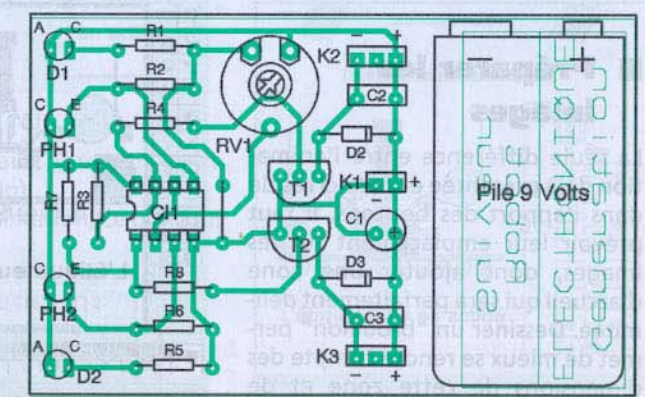 A C
R1
K2
- +
Pile 9 Volts
D1
R2
C2
C E
R4
PH1
RV1
D2
T1
K1 +
-
R7
R3
CI1
C1 +
T2
D3
C E
R8
PH2
R6
C3
A C
R5
K3
D2
- +
- +